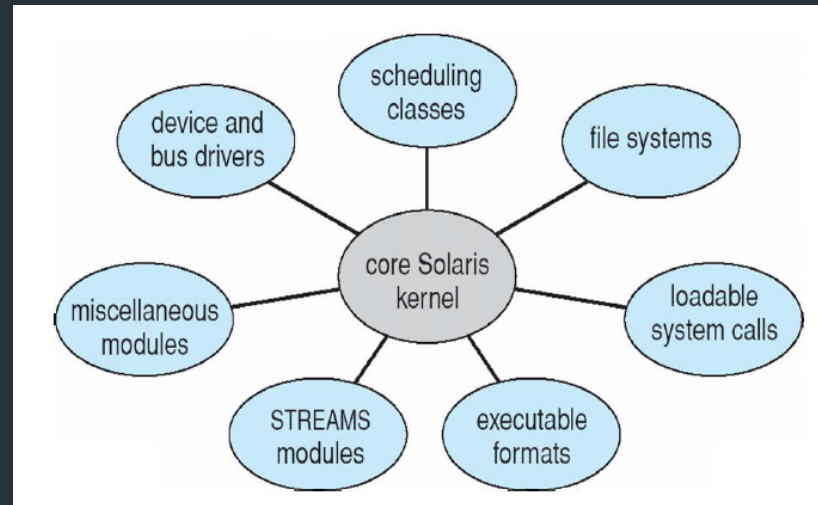 scheduling
classes
device and
bus drivers
file systems
core Solaris
kernel
loadable
system calls
miscellaneous
modules
STREAMS
modules
executable
formats